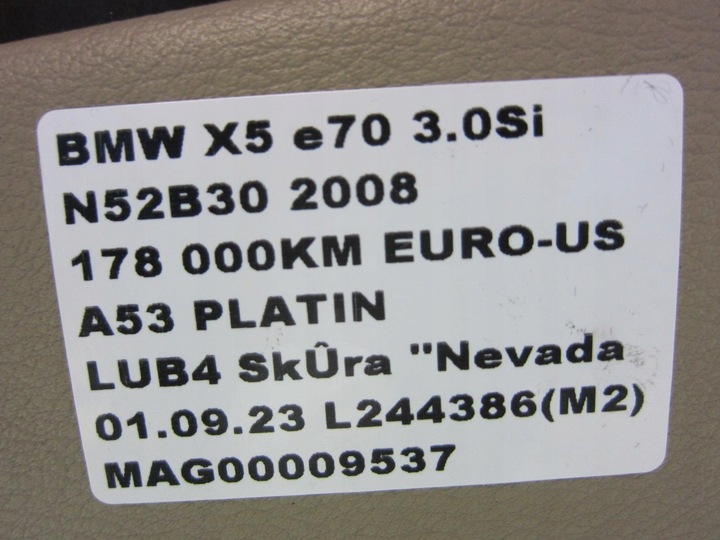 BMW X5 e70 3.0Si
N52B30 2008
178 000KM EURO-US
A53 PLATIN
LUB4 SkÛra "Nevada
01.09.23 L244386(M2)
MAG00009537